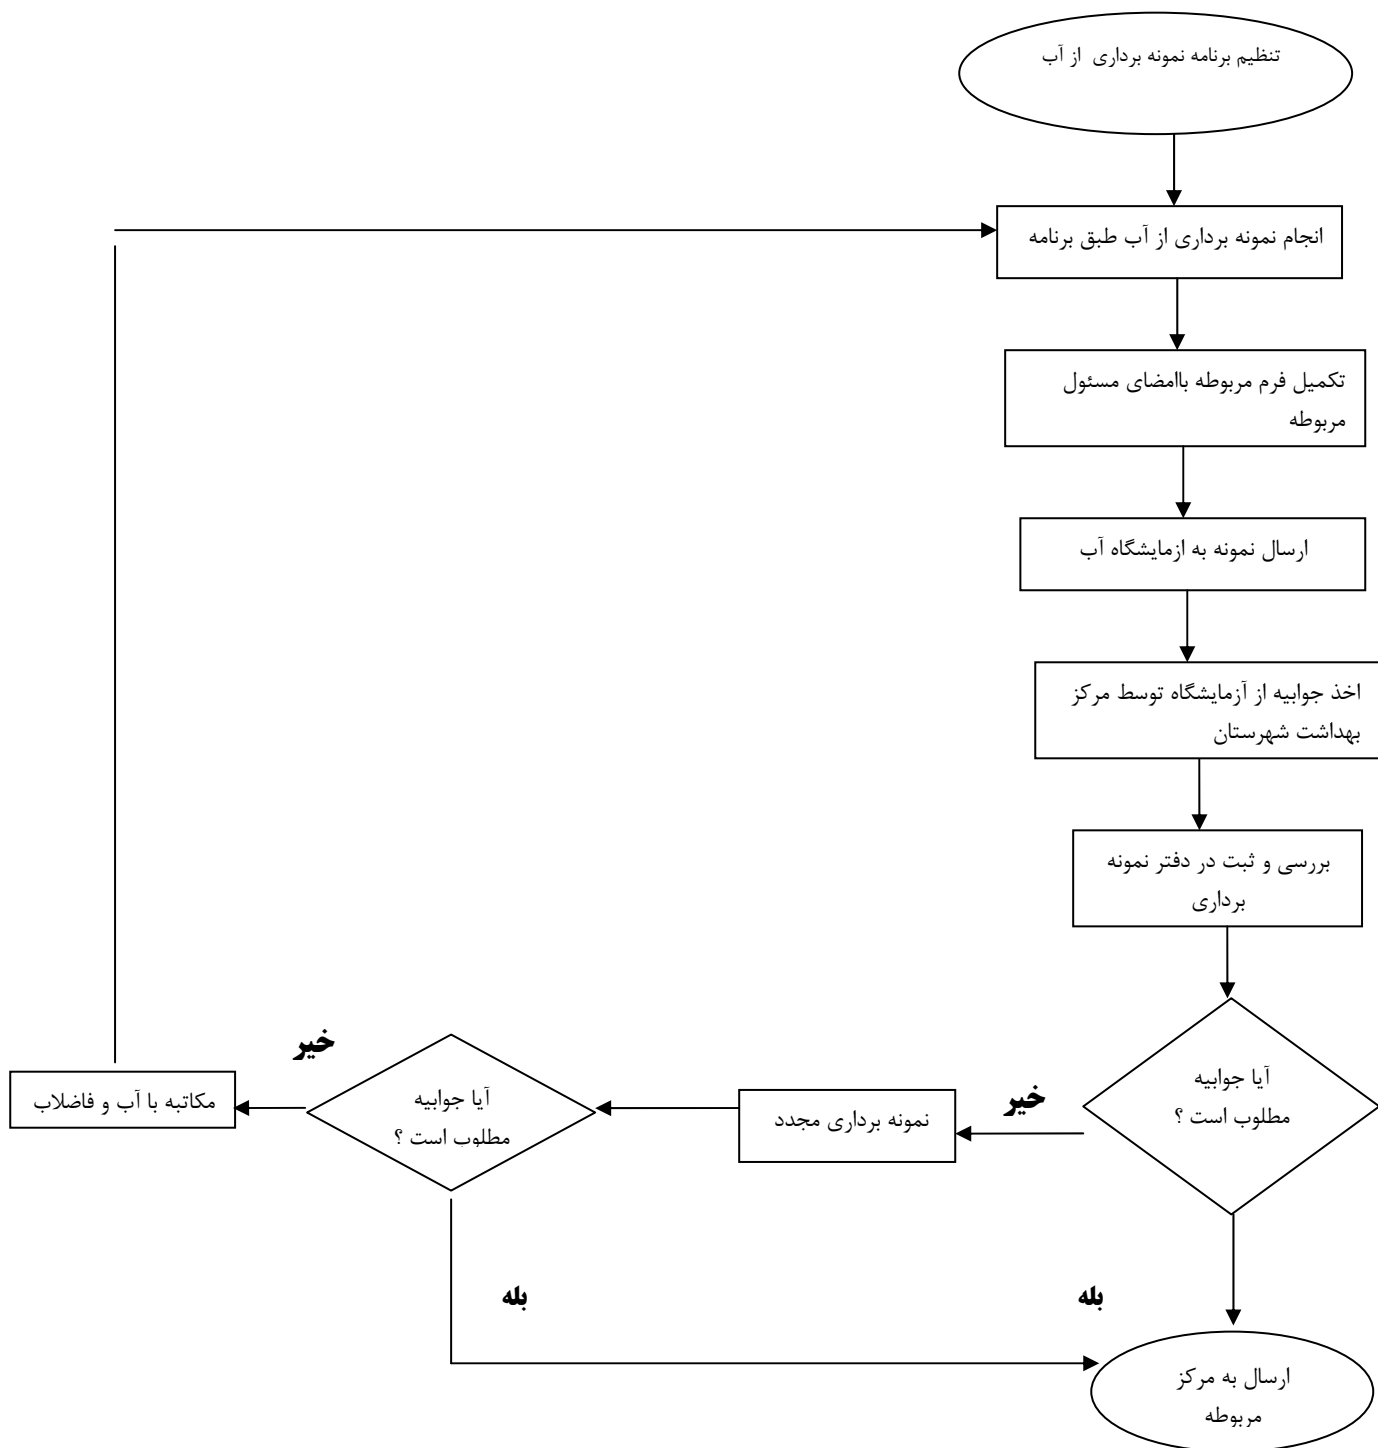 تنظیم برنامه نمونه برداری از آب
انجام نمونه برداری از آب طبق برنامه
تکمیل فرم مربوطه باامضای مسئول
مربوطه
ارسال نمونه به ازمایشگاه آب
اخذ جوابیه از آزمایشگاه توسط مرکز
بهداشت شهرستان
بررسی و ثبت در دفتر نمونه
برداری
آیا جوابیه
مطلوب است ؟
خیر
نمونه برداری مجدد
آیا جوابیه
مطلوب است ؟
خیر
مکاتبه با آب و فاضلاب
بله
بله
ارسال به مرکز
مربوطه